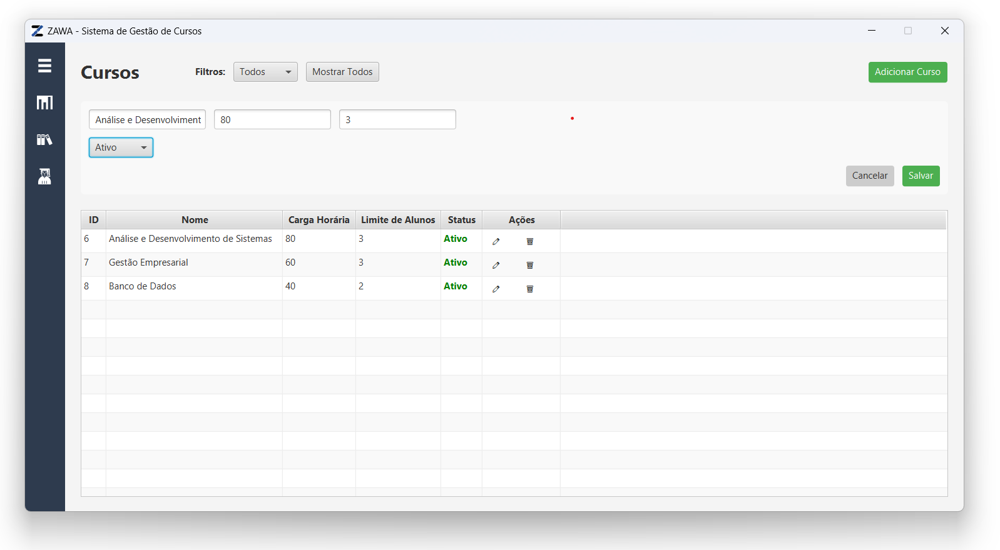 ZAWA - Sistema de Gestão de Cursos
Cursos Filtros: Todos Mostrar Todos Adicionar Curso
Análise e Desenvolviment 80 3
Ativo
Cancelar Salvar
ID Nome Carga Horária Limite de Alunos Status Ações
6 Análise e Desenvolvimento de Sistemas 80 3 Ativo
7 Gestão Empresarial 60 3 Ativo
8 Banco de Dados 40 2 Ativo